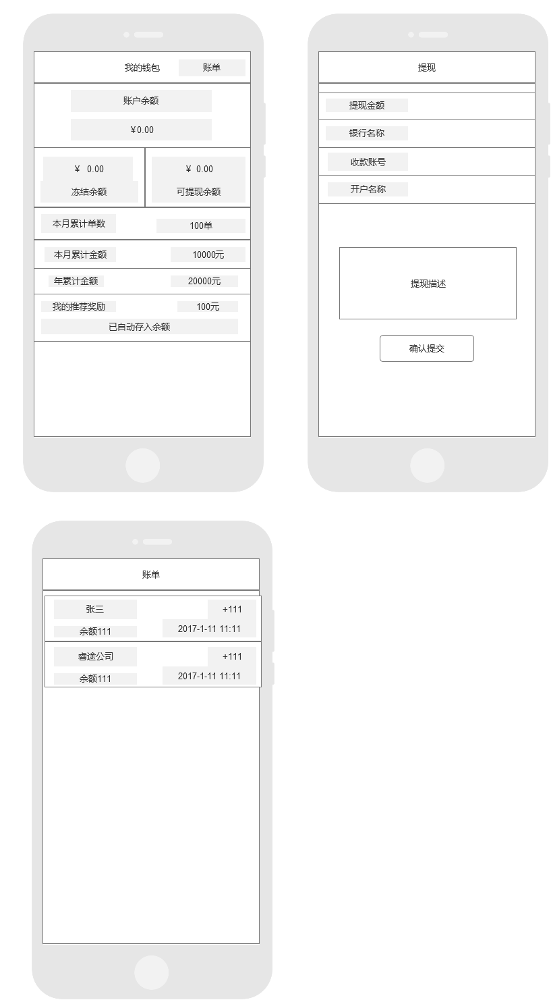 我的钱包 账单
账户余额
¥0.00
¥ 0.00 ¥ 0.00
冻结余额 可提现余额
本月累计单数 100单
本月累计金额 10000元
年累计金额 20000元
我的推荐奖励 100元
已自动存入余额
提现
提现金额
银行名称
收款账号
开户名称
提现描述
确认提交
账单
张三 +111
余额111 2017-1-11 11:11
睿途公司 +111
余额111 2017-1-11 11:11